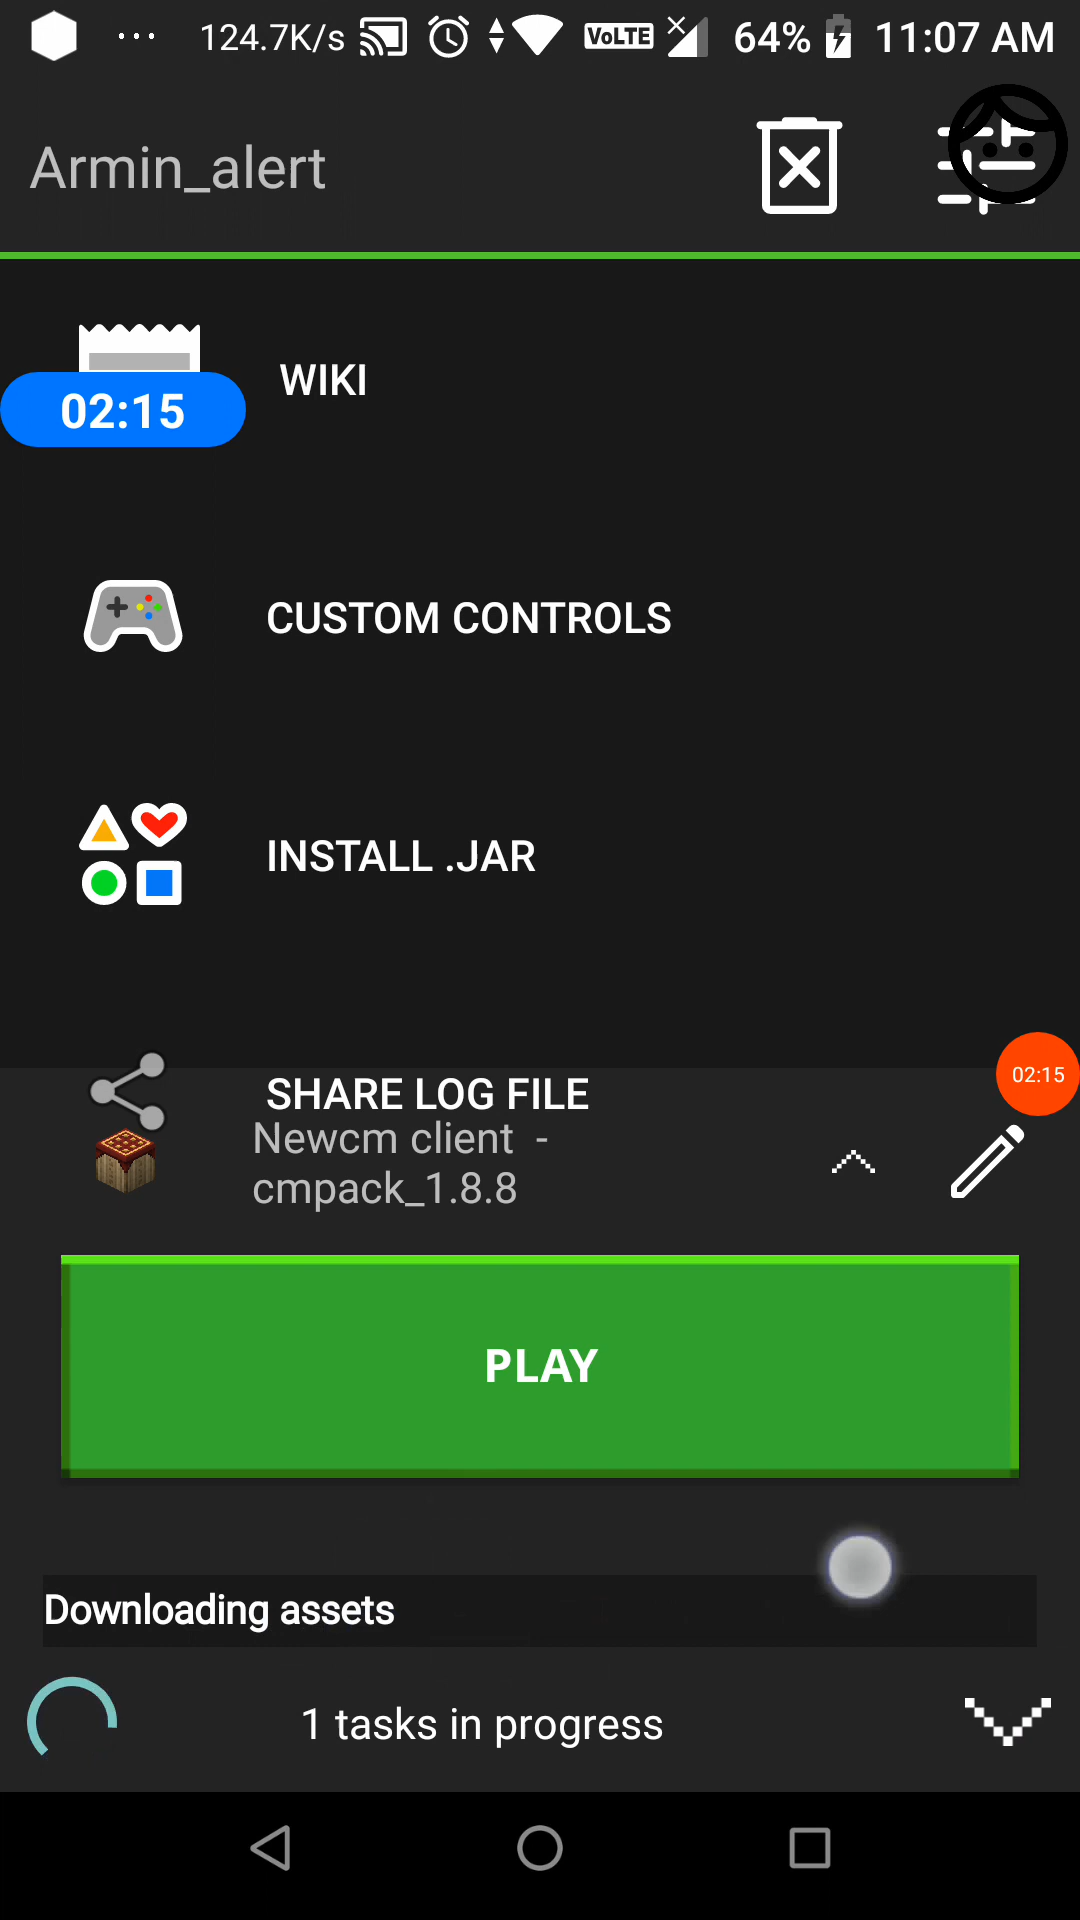 124.7K/s VoLTE 64% 11:07 AM
Armin_alert
WIKI
02:15
CUSTOM CONTROLS
INSTALL .JAR
SHARE LOG FILE
02:15
Newcm client -
cmpack_1.8.8
PLAY
Downloading assets
1 tasks in progress